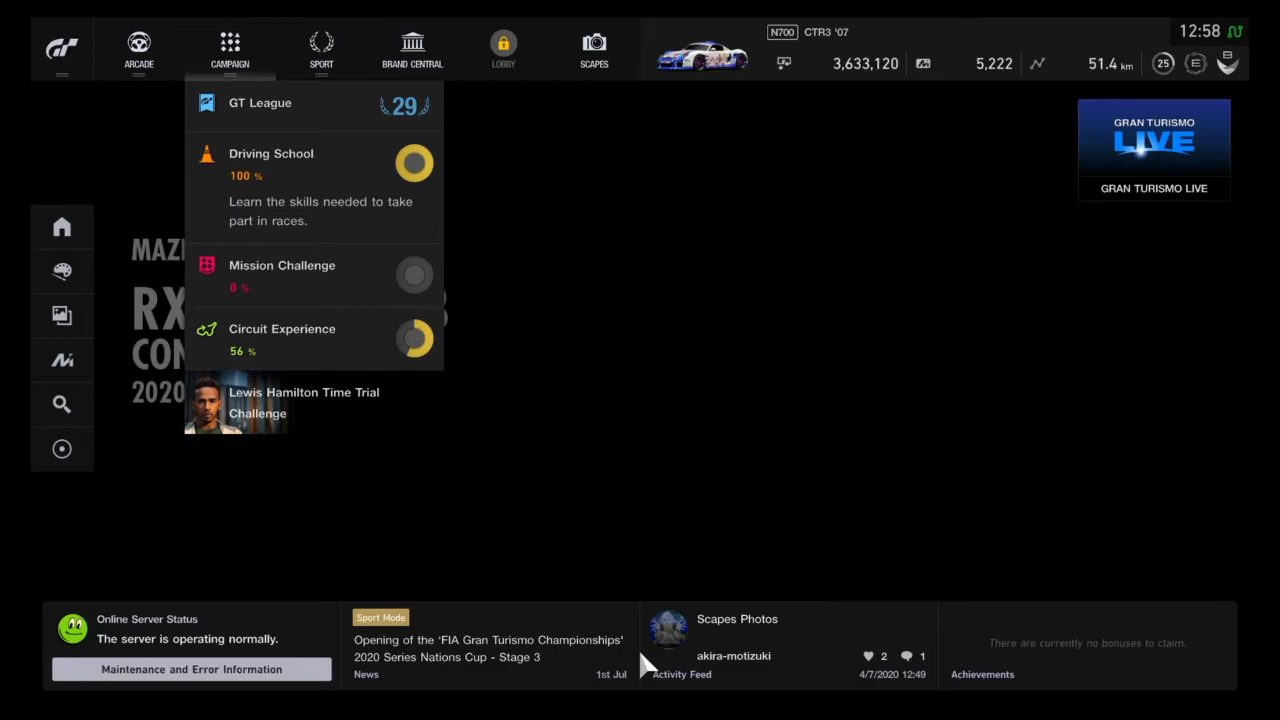 N700 CTR3 '07
12:58
ARCADE
CAMPAIGN
SPORT
BRAND CENTRAL
LOBBY
SCAPES
3,633,120
5,222
51.4 km
25
E
B
GT League
29
Driving School
100 %
Learn the skills needed to take
part in races.
Mission Challenge
0 %
Circuit Experience
56 %
Lewis Hamilton Time Trial
Challenge
GRAN TURISMO
LIVE
GRAN TURISMO LIVE
2020
Online Server Status
The server is operating normally.
Maintenance and Error Information
Sport Mode
Opening of the 'FIA Gran Turismo Championships'
2020 Series Nations Cup - Stage 3
News
1st Jul
Scapes Photos
akira-motizuki
2
1
Activity Feed
4/7/2020 12:49
There are currently no bonuses to claim.
Achievements